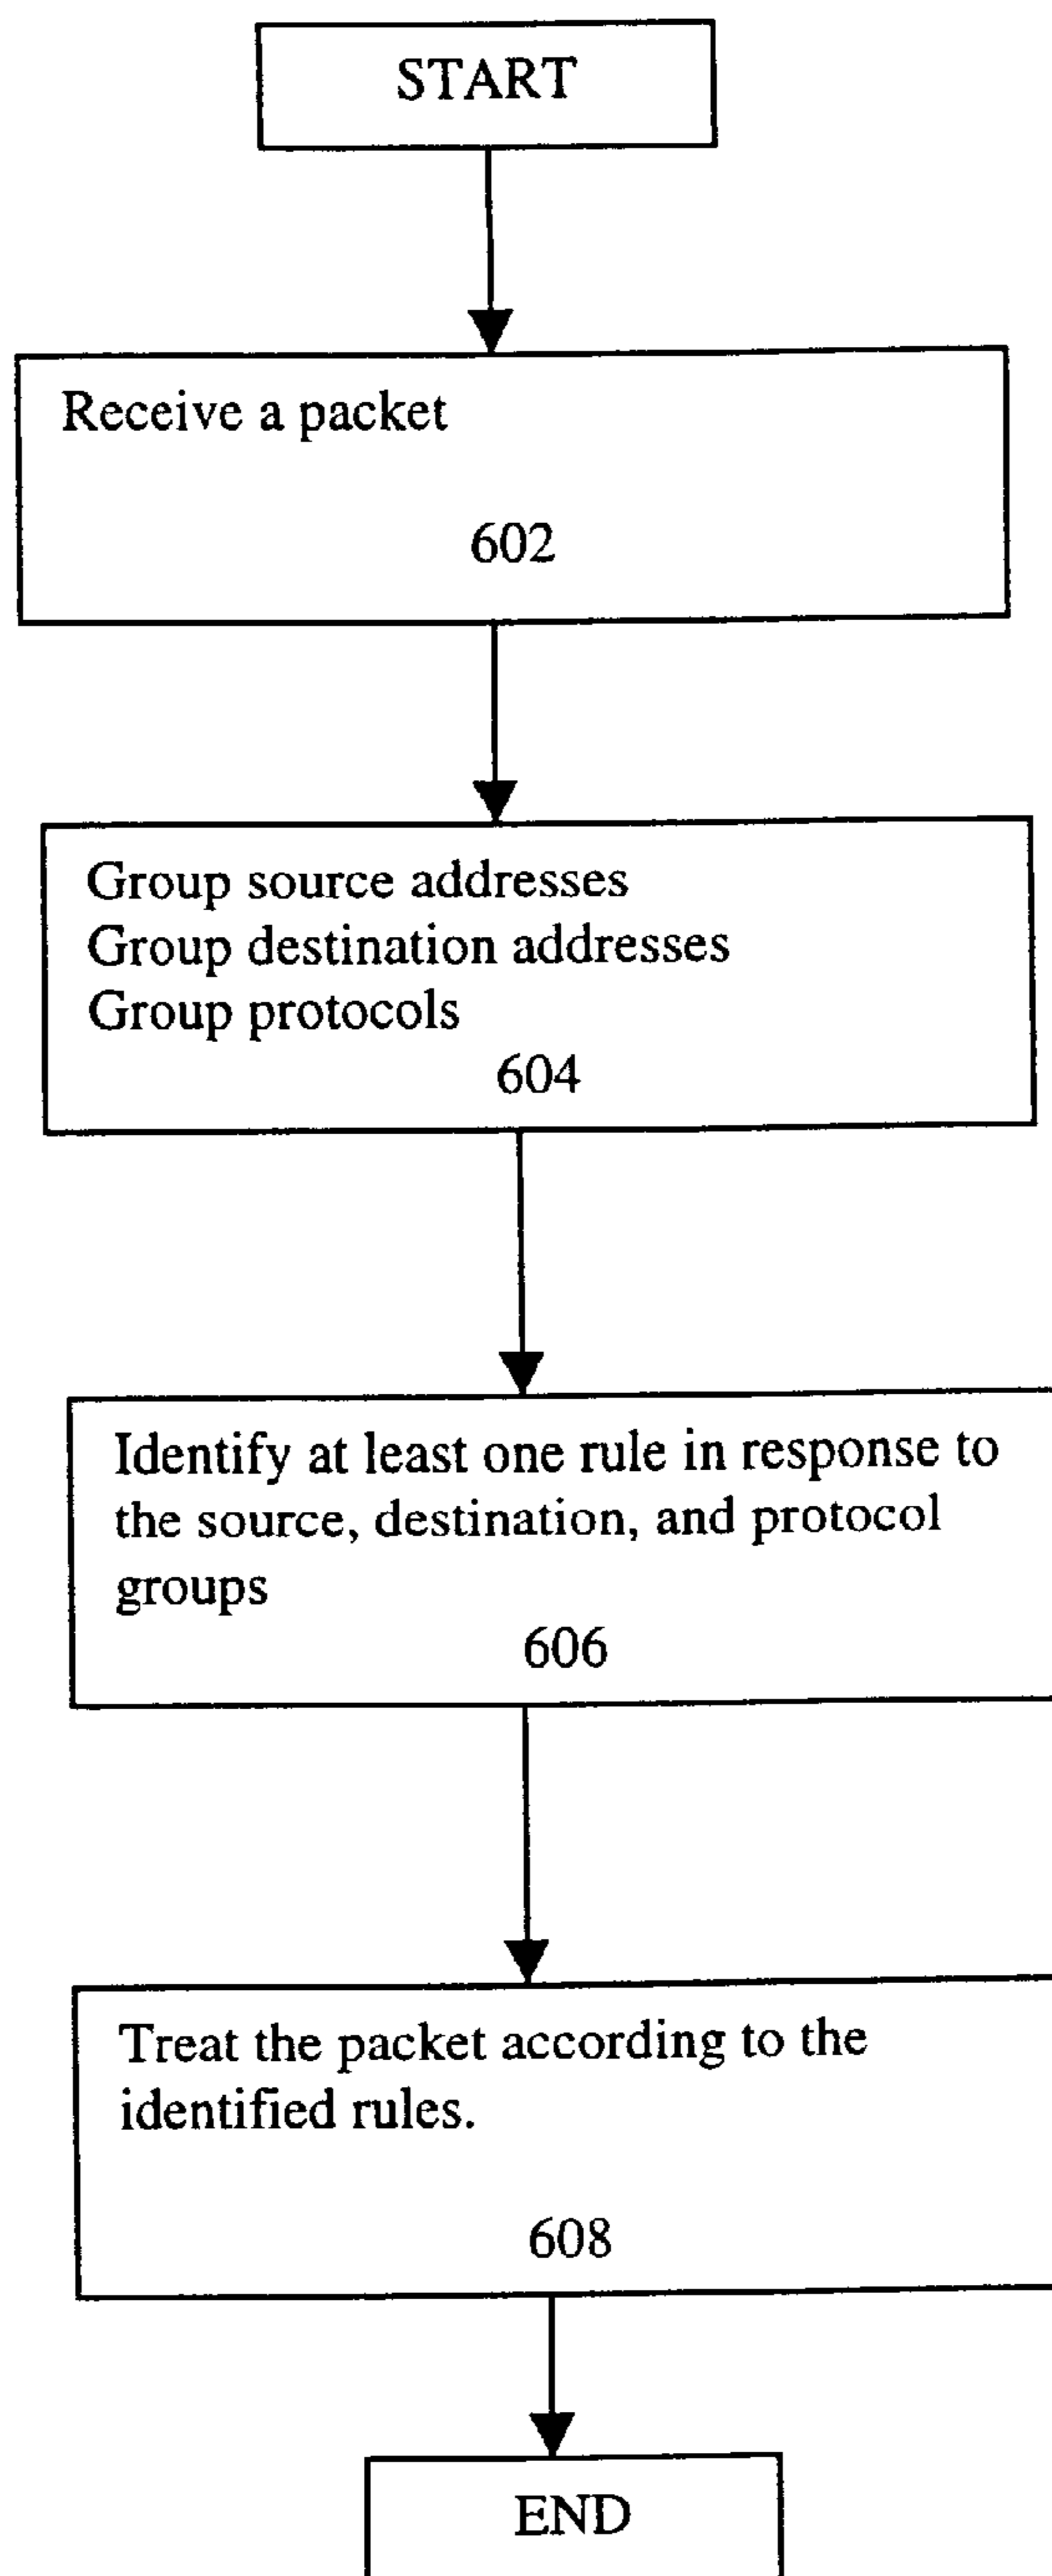 START
Receive a packet
602
Group source addresses
Group destination addresses
Group protocols
604
Identify at least one rule in response to
the source, destination, and protocol
groups
606
Treat the packet according to the
identified rules.
608
END